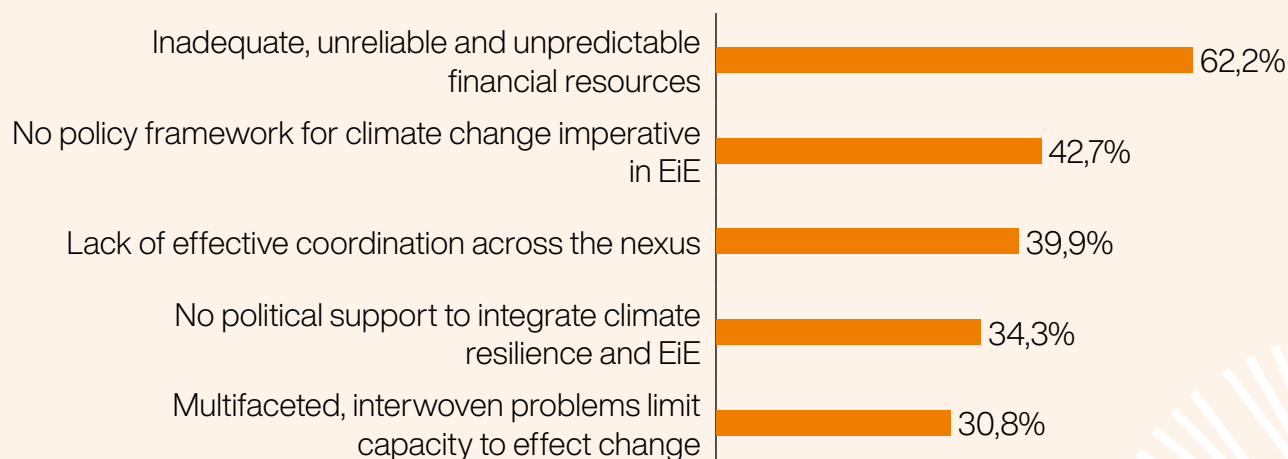 Inadequate, unreliable and unpredictable
financial resources
62,2%
No policy framework for climate change imperative
in EiE
42,7%
Lack of effective coordination across the nexus
39,9%
No political support to integrate climate
resilience and EiE
34,3%
Multifaceted, interwoven problems limit
capacity to effect change
30,8%